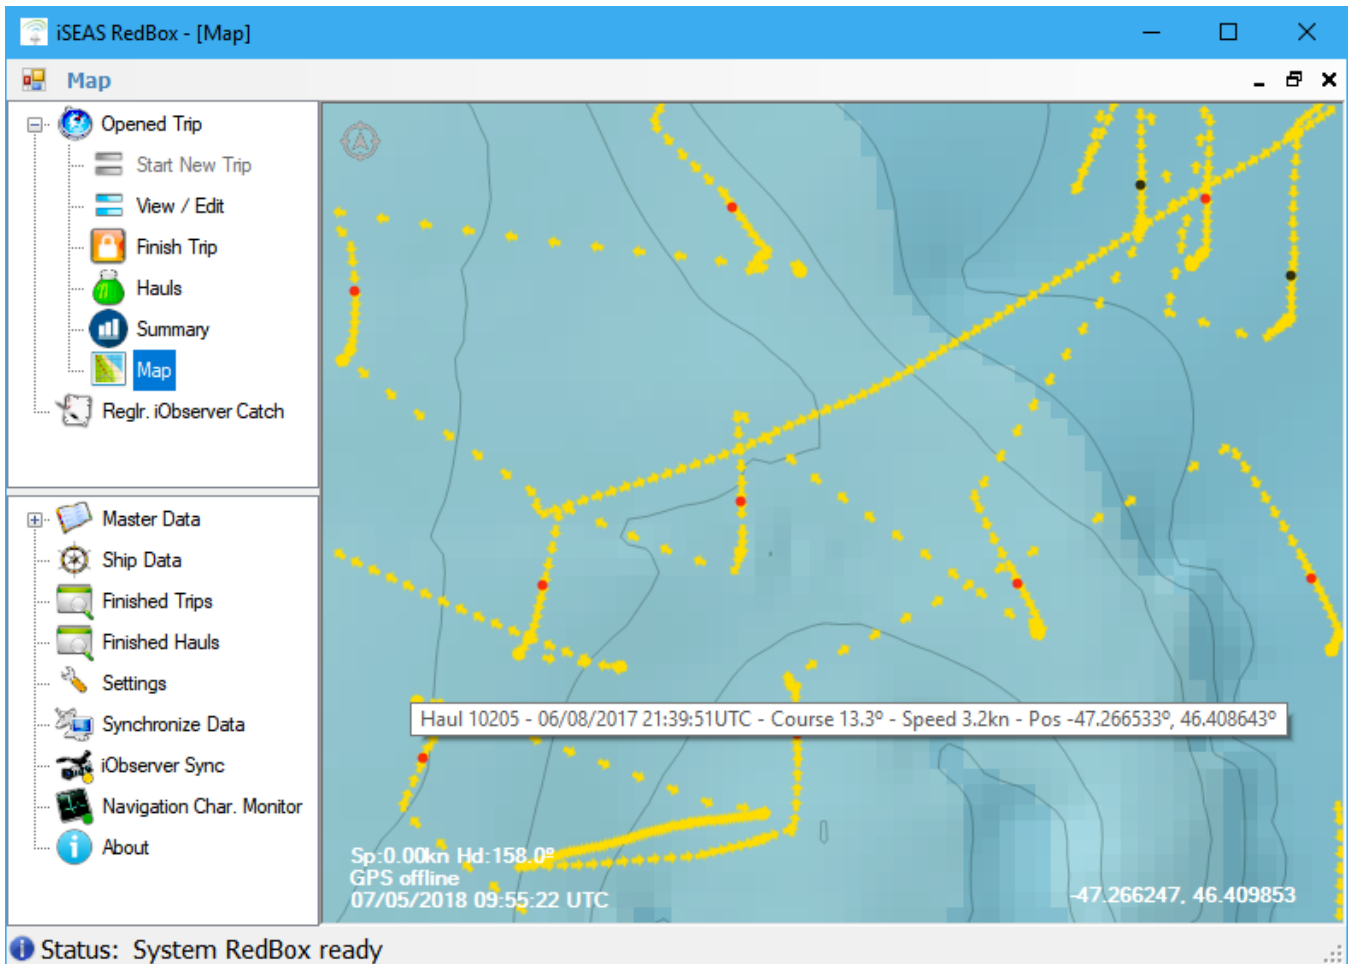 iSEAS RedBox - [Map]
Map
Opened Trip
Start New Trip
View / Edit
Finish Trip
Hauls
Summary
Map
Reglr. iObserver Catch
Master Data
Ship Data
Finished Trips
Finished Hauls
Settings
Synchronize Data
iObserver Sync
Navigation Char. Monitor
About
Haul 10205 - 06/08/2017 21:39:51UTC - Course 13.3º - Speed 3.2kn - Pos -47.266533º, 46.408643º
Sp:0.00kn Hd:158.0º
GPS offline
07/05/2018 09:55:22 UTC
-47.266247, 46.409853
Status: System RedBox ready